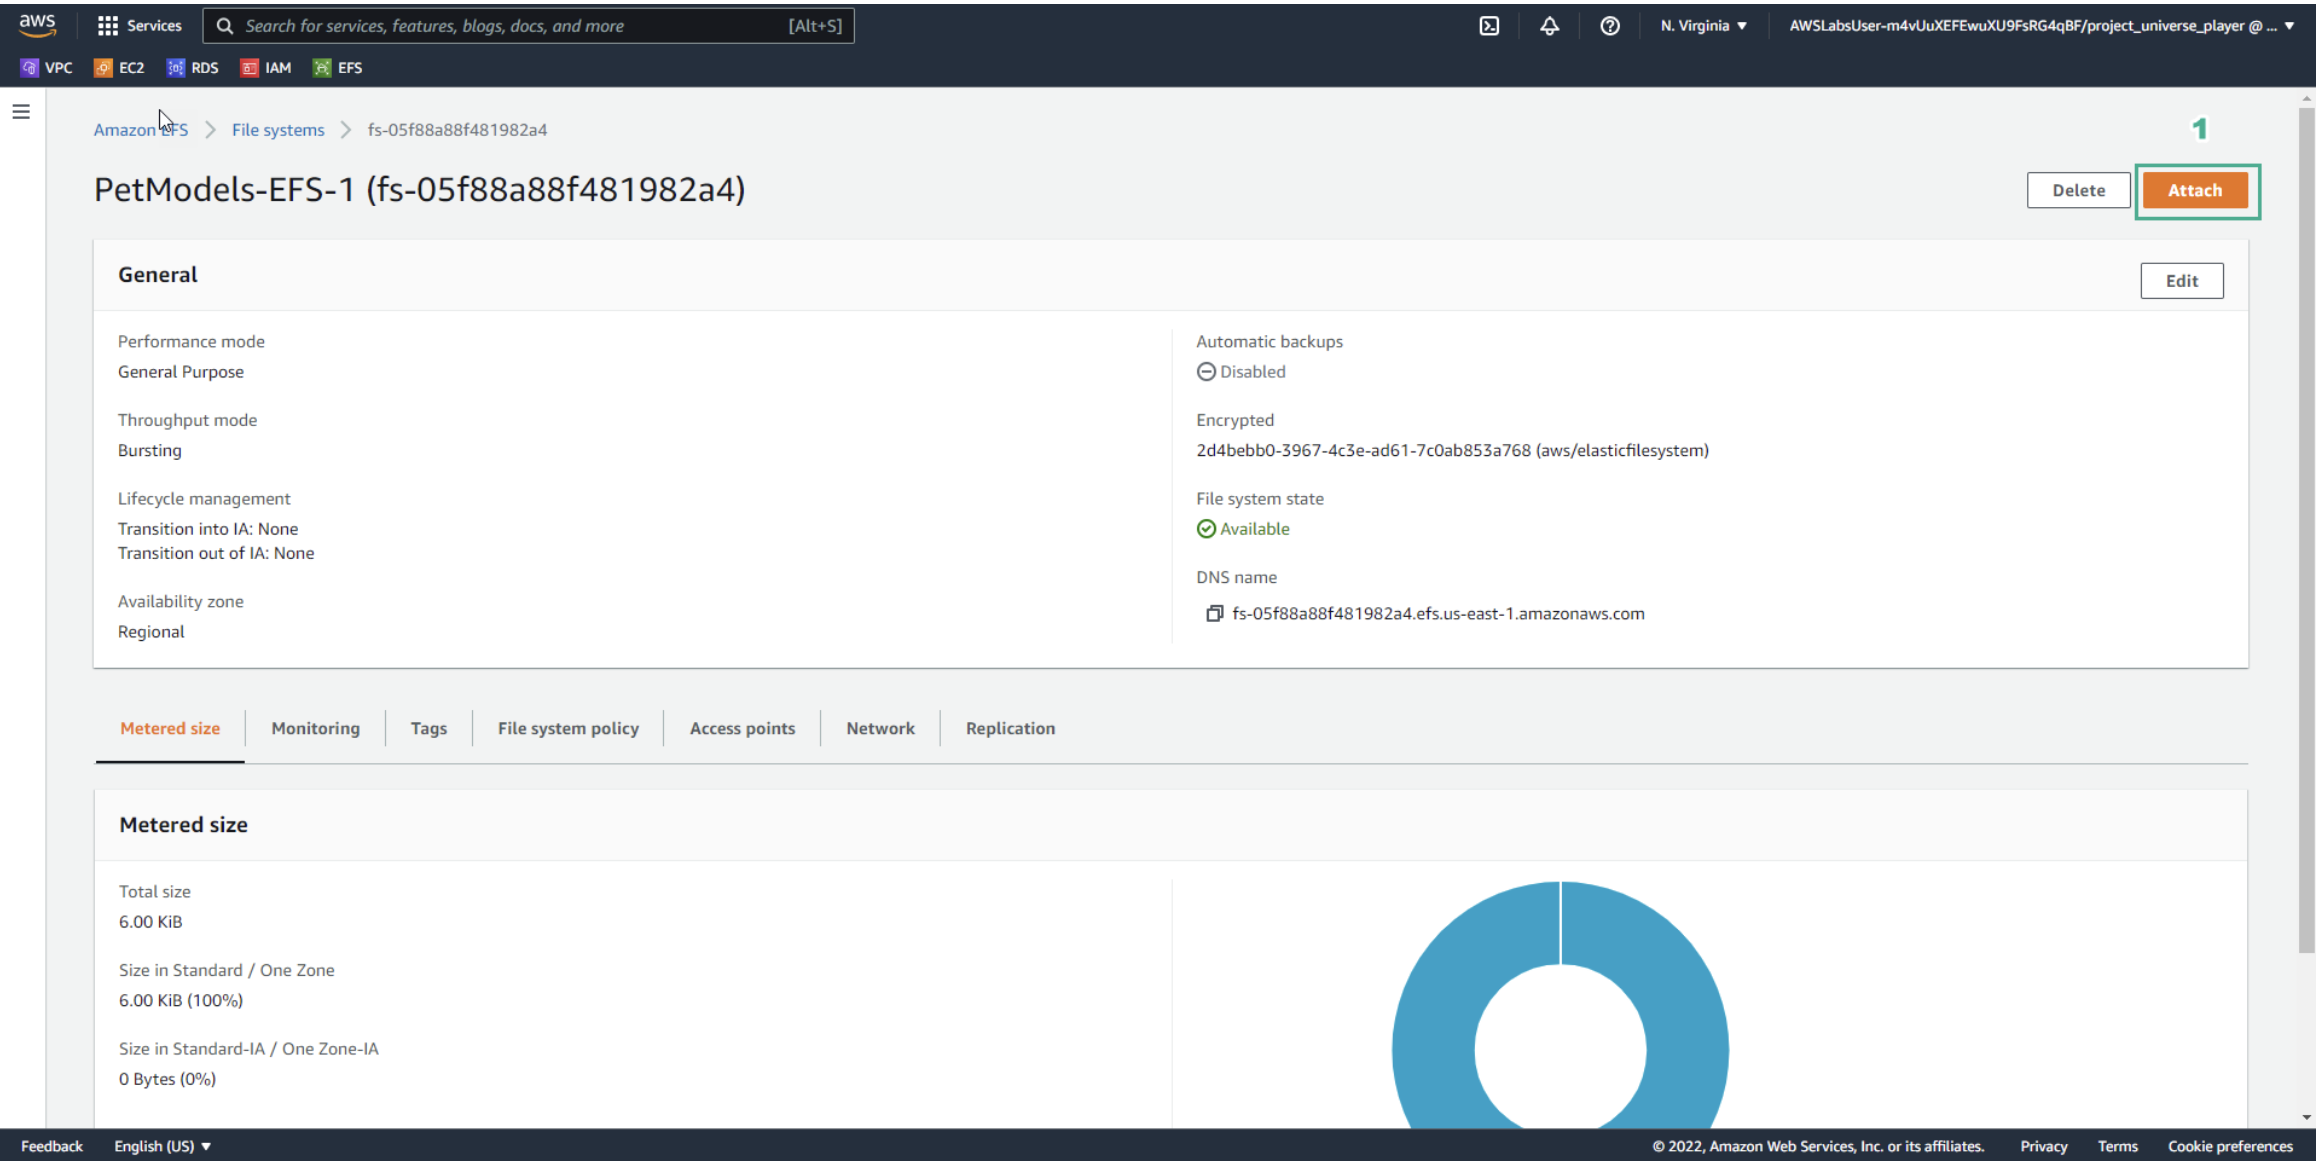 aws Services Search for services, features, blogs, docs, and more [Alt+S] N. Virginia ▼ AWSLabsUser-m4vUuXEFEwuXU9FsRG4qBF/project_universe_player @ ... ▼
VPC EC2 RDS IAM EFS
Amazon EFS > File systems > fs-05f88a88f481982a4
1
PetModels-EFS-1 (fs-05f88a88f481982a4)
Delete
Attach
General
Edit
Performance mode
General Purpose
Throughput mode
Bursting
Lifecycle management
Transition into IA: None
Transition out of IA: None
Availability zone
Regional
Automatic backups
Disabled
Encrypted
2d4bebb0-3967-4c3e-ad61-7c0ab853a768 (aws/elasticfilesystem)
File system state
Available
DNS name
fs-05f88a88f481982a4.efs.us-east-1.amazonaws.com
Metered size Monitoring Tags File system policy Access points Network Replication
Metered size
Total size
6.00 KiB
Size in Standard / One Zone
6.00 KiB (100%)
Size in Standard-IA / One Zone-IA
0 Bytes (0%)
Feedback English (US) ▼ © 2022, Amazon Web Services, Inc. or its affiliates. Privacy Terms Cookie preferences